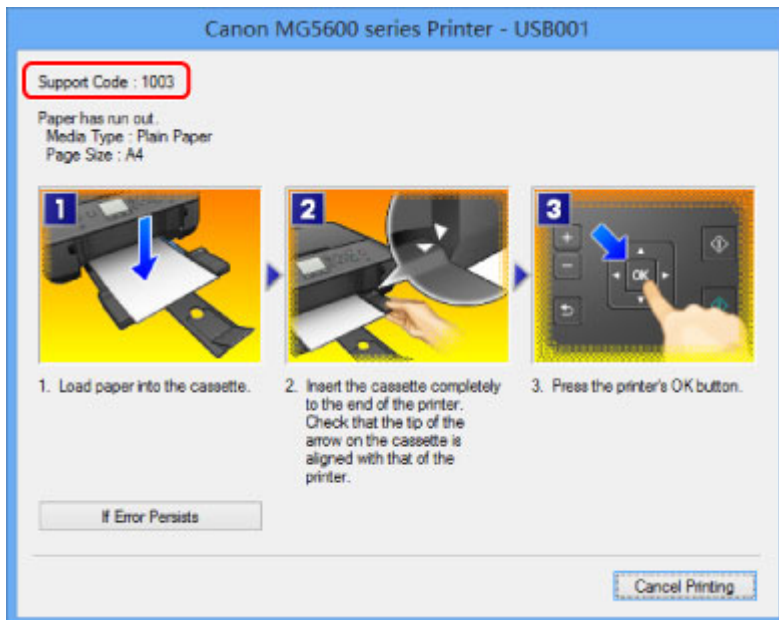 Canon MG5600 series Printer - USB001
Support Code : 1003
Paper has run out.
Media Type : Plain Paper
Page Size : A4
1
2
3
+
-
OK
1. Load paper into the cassette.
2. Insert the cassette completely
to the end of the printer.
Check that the tip of the
arrow on the cassette is
aligned with that of the
printer.
3. Press the printer's OK button.
If Error Persists
Cancel Printing